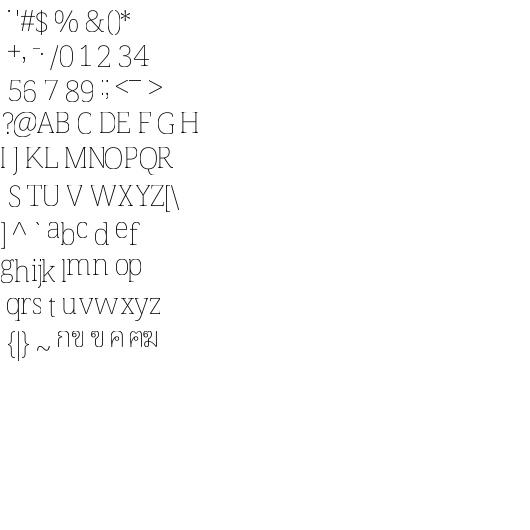 !"#$ % &()*
+, -. /0 1 2 34
56 7 89 :; <= >
?@AB C DE F G H
I J KL MNOPQR
S TU V WXYZ[\
] ^ ` abc d ef
ghijk lmn op
qrs t uvwxyz
{|} ~ กข ฃ ค ฅฆ